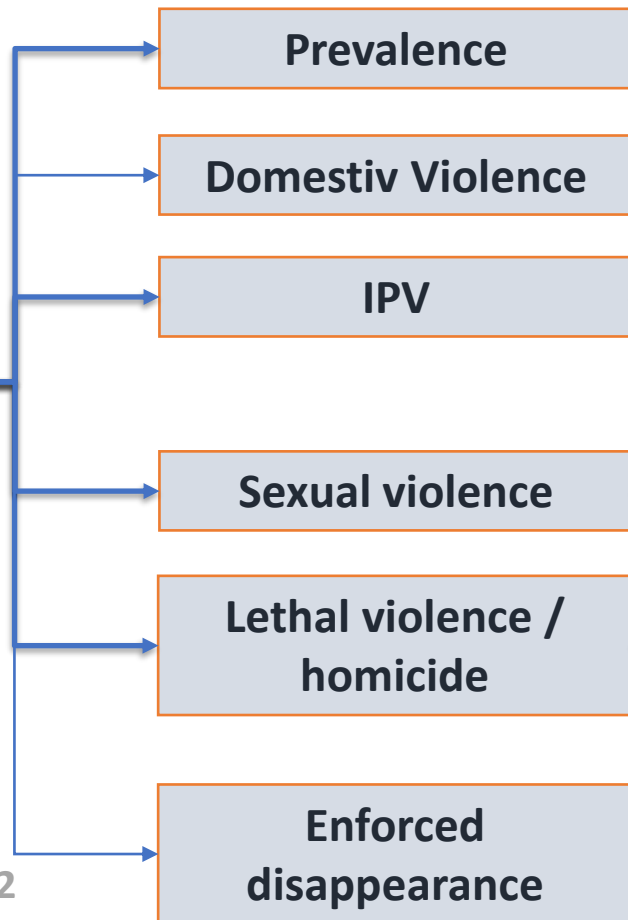 Prevalence
Domestiv Violence
IPV
Sexual violence
Lethal violence /
homicide
Enforced
disappearance
2